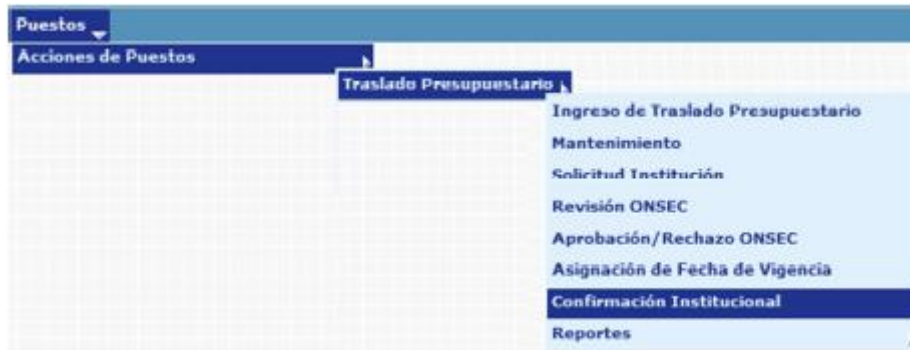 Puestos
Acciones de Puestos
Traslado Presupuestario
Ingreso de Traslado Presupuestario
Mantenimiento
Solicitud Institución
Revisión ONSEC
Aprobación/Rechazo ONSEC
Asignación de Fecha de Vigencia
Confirmación Institucional
Reportes